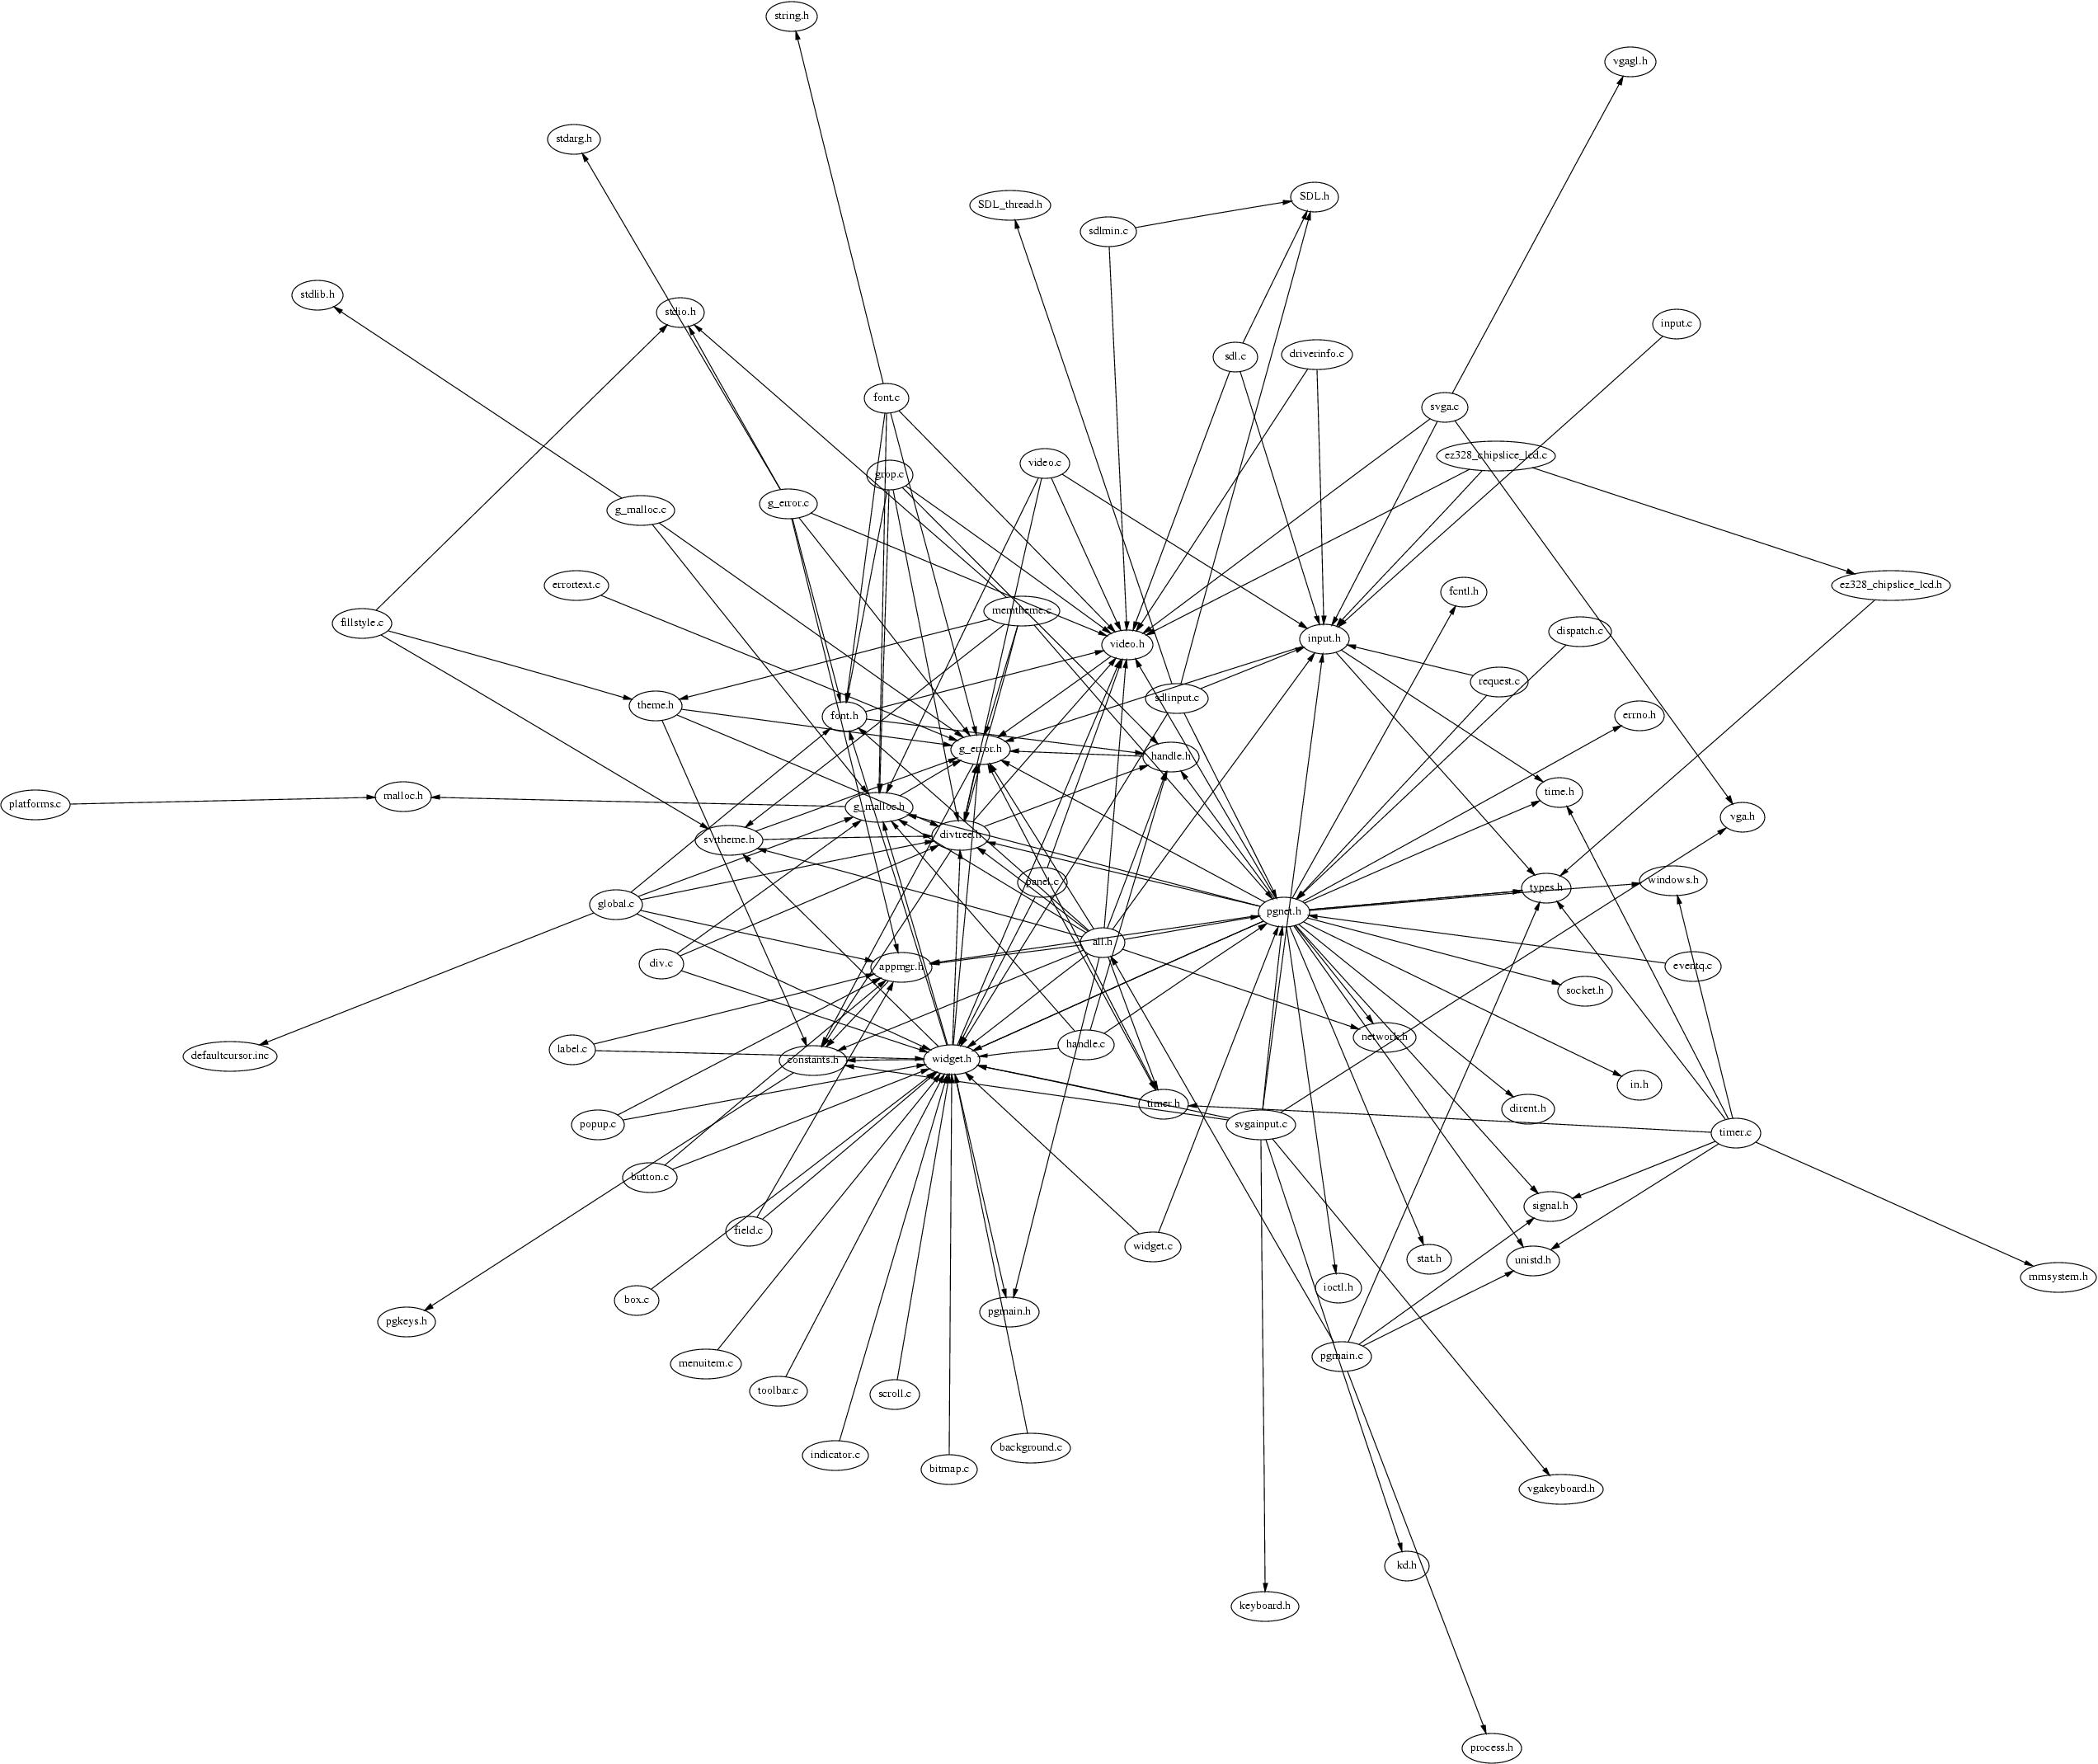 string.h
vgagl.h
stdarg.h
SDL.h
SDL_thread.h
sdlmin.c
stdlib.h
stdio.h
input.c
sdl.c
driverinfo.c
font.c
svga.c
ez328_chipslice_lcd.c
video.c
grop.c
g_error.c
g_malloc.c
errortext.c
ez328_chipslice_lcd.h
fcntl.h
memtheme.c
fillstyle.c
dispatch.c
input.h
video.h
request.c
sdlinput.c
theme.h
font.h
errno.h
g_error.h
handle.h
time.h
malloc.h
platforms.c
g_malloc.h
vga.h
divtree.h
svrtheme.h
windows.h
panel.c
types.h
global.c
pgnet.h
all.h
div.c
appmgr.h
eventq.c
socket.h
network.h
handle.c
label.c
defaultcursor.inc
constants.h
widget.h
in.h
timer.h
dirent.h
popup.c
svgainput.c
timer.c
button.c
signal.h
field.c
widget.c
stat.h
unistd.h
mmsystem.h
ioctl.h
box.c
pgmain.h
pgkeys.h
pgmain.c
menuitem.c
toolbar.c
scroll.c
background.c
indicator.c
bitmap.c
vgakeyboard.h
kd.h
keyboard.h
process.h